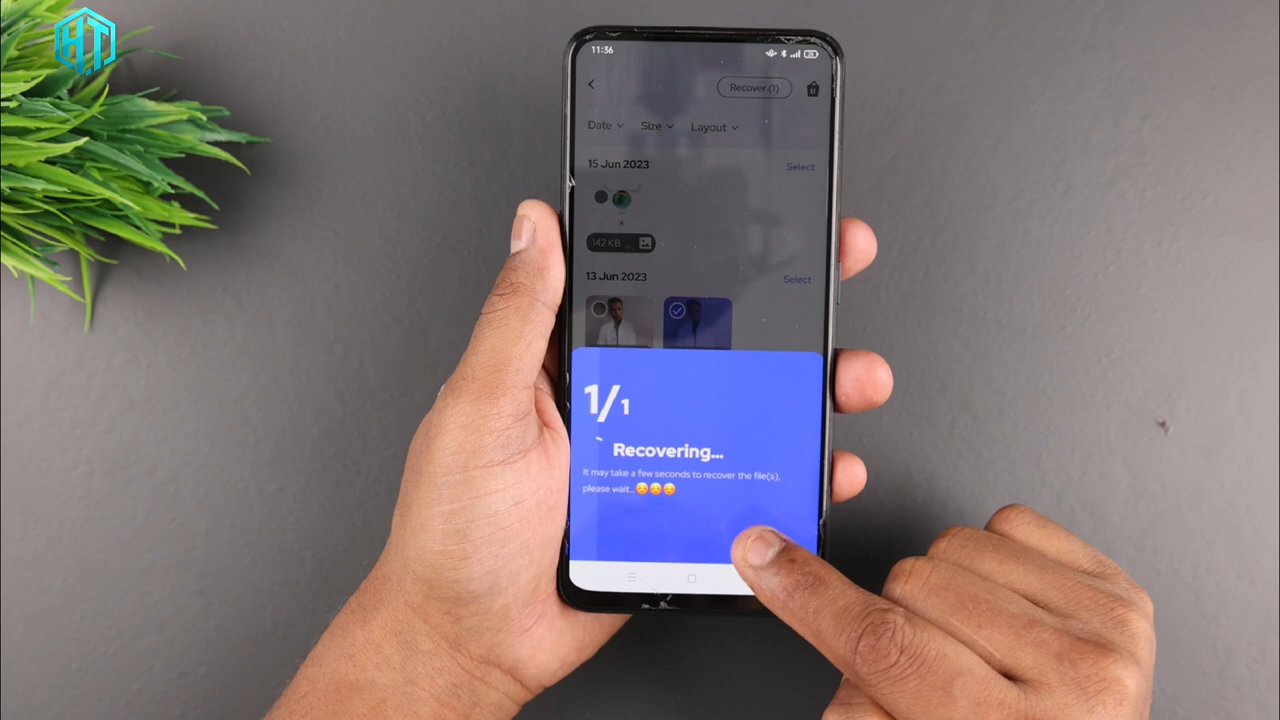 HT
11:36
Recover (1)
Date Size Layout
15 Jun 2023 Select
142 KB
13 Jun 2023 Select
1/1
Recovering...
It may take a few seconds to recover the file(s),
please wait...😴😴😴